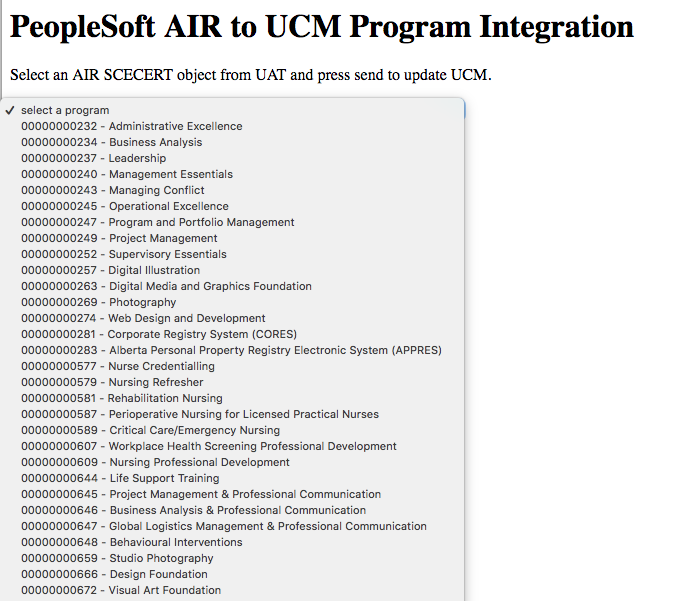 PeopleSoft AIR to UCM Program Integration
Select an AIR SCECERT object from UAT and press send to update UCM.
✓ select a program
00000000232 - Administrative Excellence
00000000234 - Business Analysis
00000000237 - Leadership
00000000240 - Management Essentials
00000000243 - Managing Conflict
00000000245 - Operational Excellence
00000000247 - Program and Portfolio Management
00000000249 - Project Management
00000000252 - Supervisory Essentials
00000000257 - Digital Illustration
00000000263 - Digital Media and Graphics Foundation
00000000269 - Photography
00000000274 - Web Design and Development
00000000281 - Corporate Registry System (CORES)
00000000283 - Alberta Personal Property Registry Electronic System (APPRES)
00000000577 - Nurse Credentialling
00000000579 - Nursing Refresher
00000000581 - Rehabilitation Nursing
00000000587 - Perioperative Nursing for Licensed Practical Nurses
00000000589 - Critical Care/Emergency Nursing
00000000607 - Workplace Health Screening Professional Development
00000000609 - Nursing Professional Development
00000000644 - Life Support Training
00000000645 - Project Management & Professional Communication
00000000646 - Business Analysis & Professional Communication
00000000647 - Global Logistics Management & Professional Communication
00000000648 - Behavioural Interventions
00000000659 - Studio Photography
00000000666 - Design Foundation
00000000672 - Visual Art Foundation